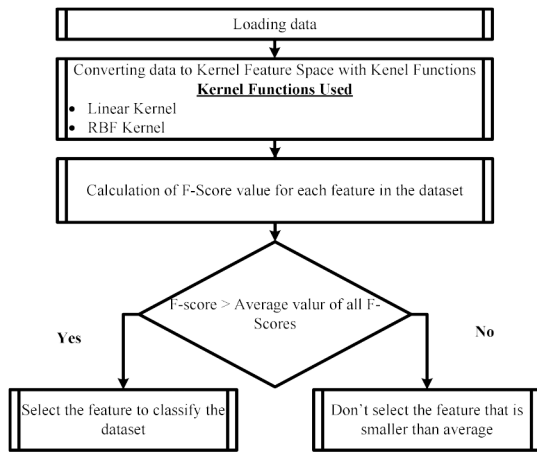 Loading data
Converting data to Kernel Feature Space with Kenel Functions
Kernel Functions Used
• Linear Kernel
• RBF Kernel
Calculation of F-Score value for each feature in the dataset
F-score > Average valur of all F-
Scores
Yes
No
Select the feature to classify the
dataset
Don't select the feature that is
smaller than average